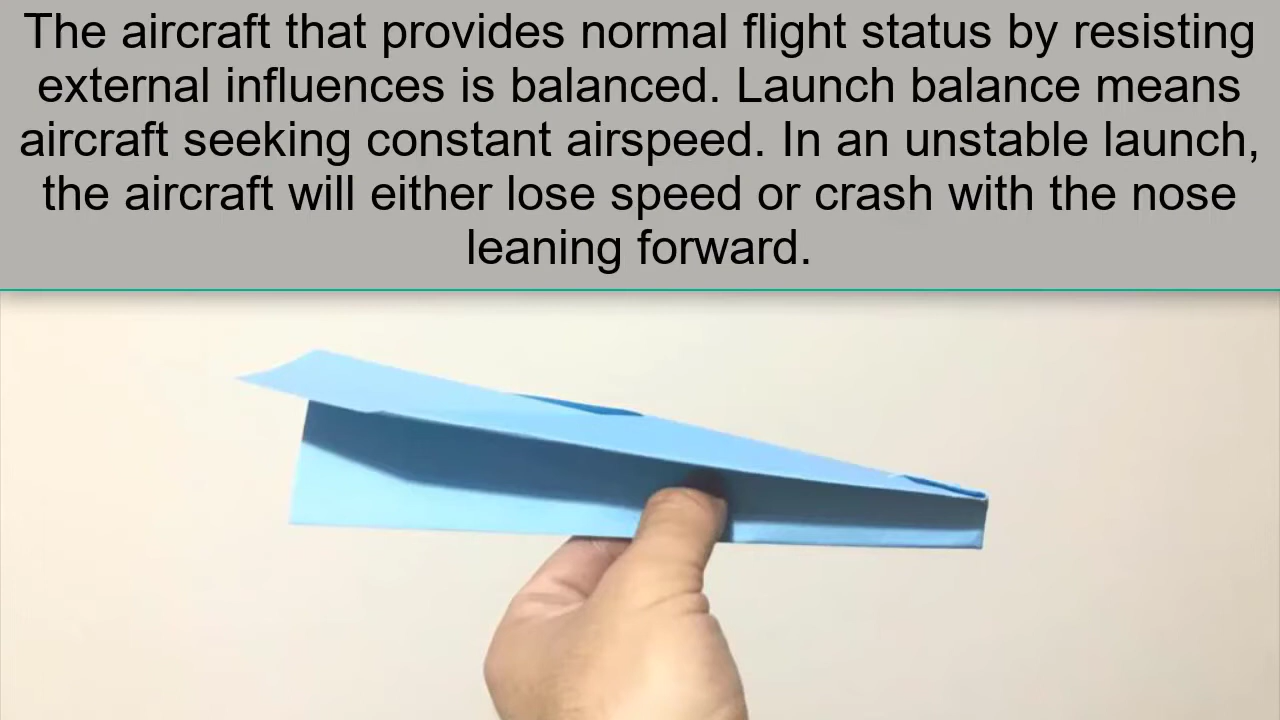 The aircraft that provides normal flight status by resisting
external influences is balanced. Launch balance means
aircraft seeking constant airspeed. In an unstable launch,
the aircraft will either lose speed or crash with the nose
leaning forward.